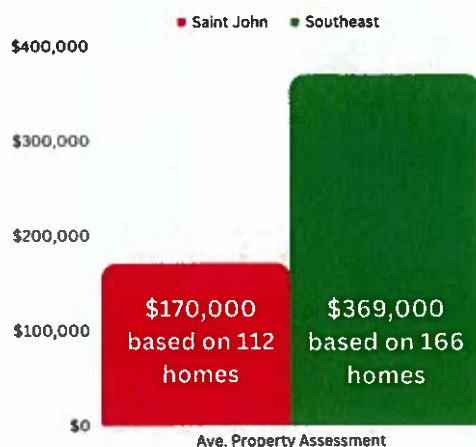 Saint John Southeast
$400,000
$300,000
$200,000
$100,000
$0
$170,000
based on 112
homes
$369,000
based on 166
homes
Ave. Property Assessment